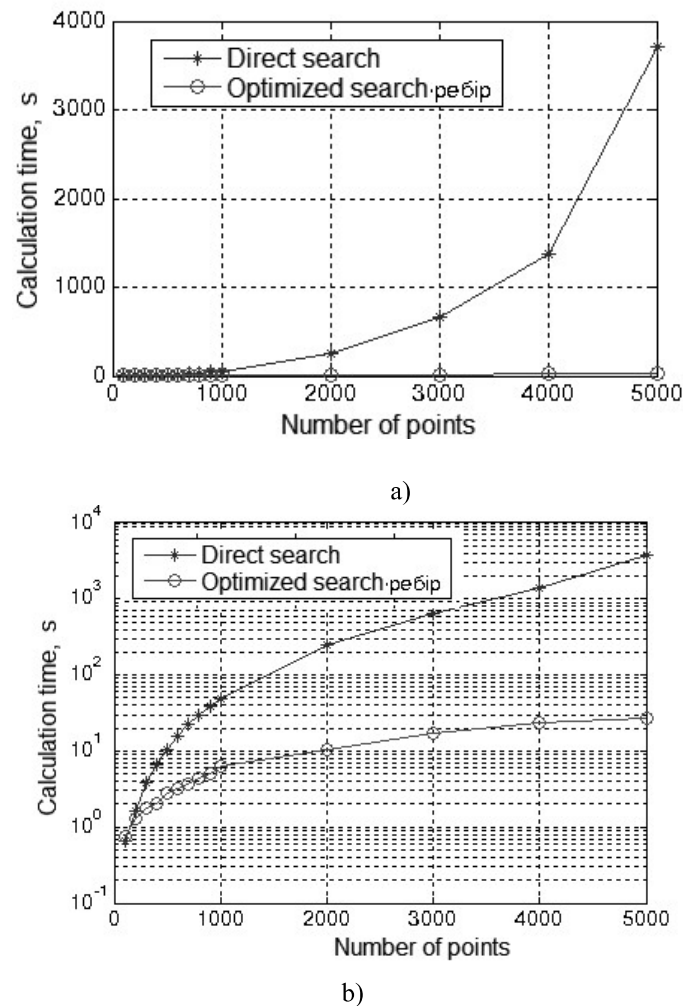 4000
3000
2000
1000
0
Calculation time, s
Direct search
Optimized search·ребір
0 1000 2000 3000 4000 5000
Number of points
a)
10^4
10^3
10^2
10^1
10^0
10^-1
Calculation time, s
Direct search
Optimized search·ребір
0 1000 2000 3000 4000 5000
Number of points
b)